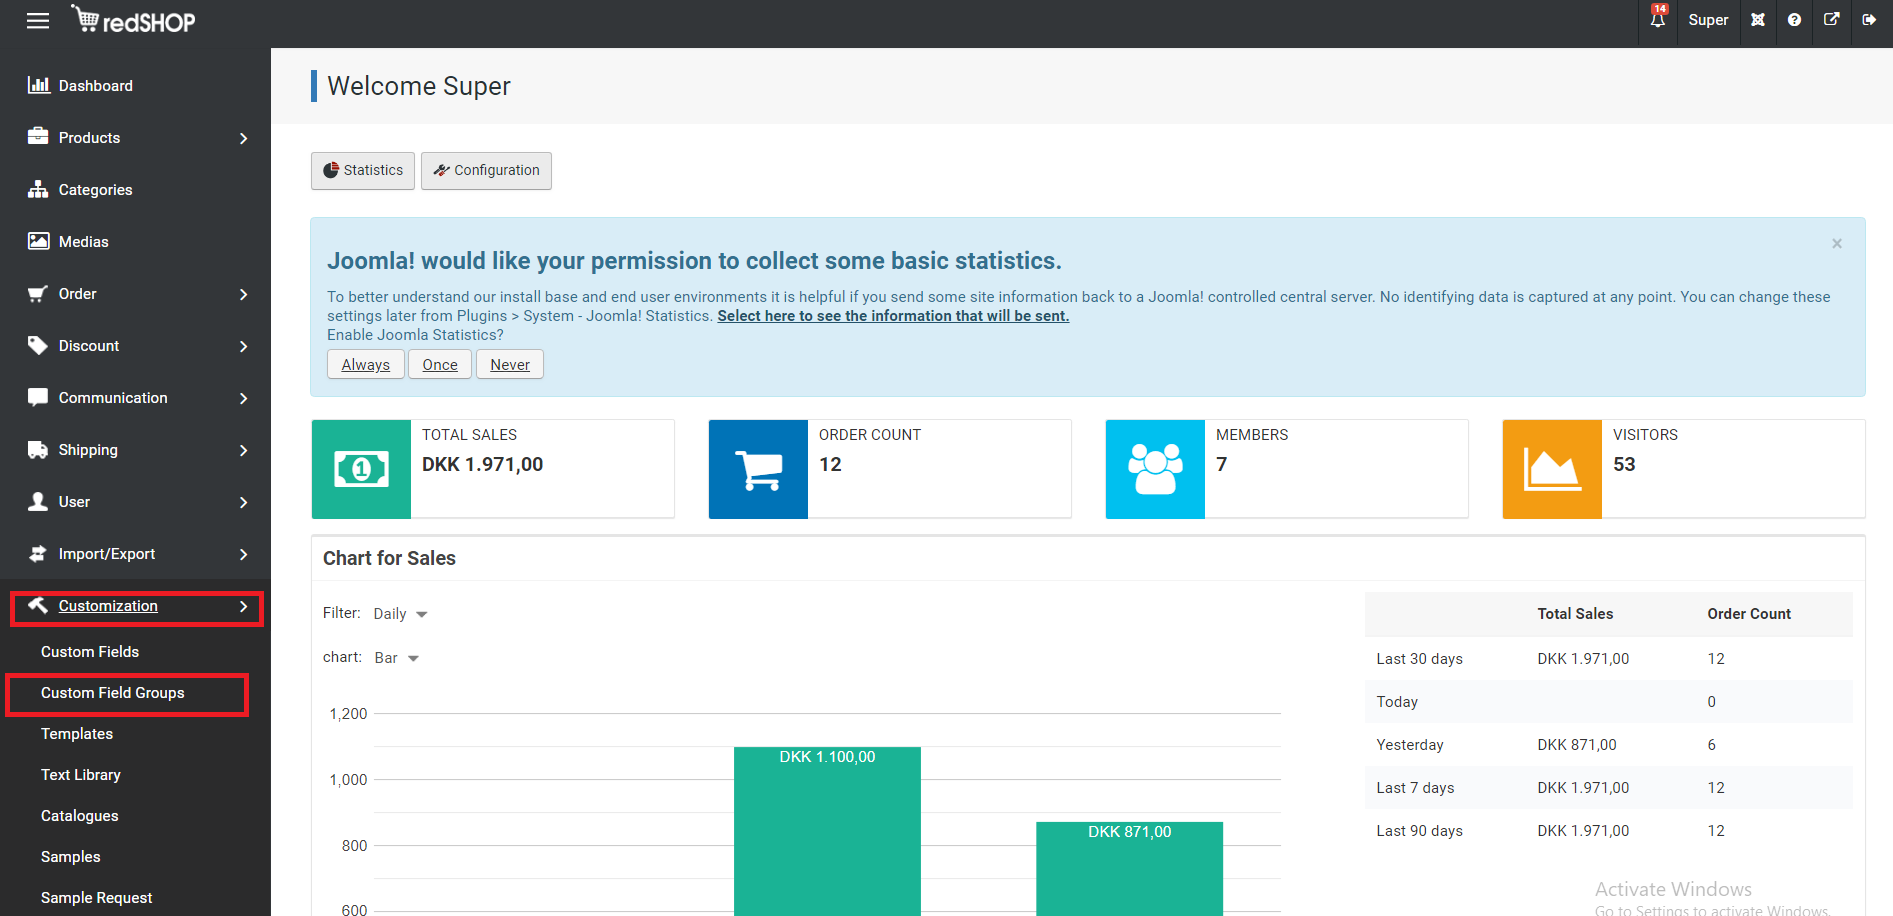 redSHOP
14
Super
Dashboard
Products
Categories
Medias
Order
Discount
Communication
Shipping
User
Import/Export
Customization
Custom Fields
Custom Field Groups
Templates
Text Library
Catalogues
Samples
Sample Request
Welcome Super
Statistics
Configuration
×
Joomla! would like your permission to collect some basic statistics.
To better understand our install base and end user environments it is helpful if you send some site information back to a Joomla! controlled central server. No identifying data is captured at any point. You can change these
settings later from Plugins > System - Joomla! Statistics. Select here to see the information that will be sent.
Enable Joomla Statistics?
Always Once Never
TOTAL SALES
DKK 1.971,00
ORDER COUNT
12
MEMBERS
7
VISITORS
53
Chart for Sales
Filter: Daily
chart: Bar
1,200
1,000
800
600
DKK 1.100,00
DKK 871,00
Total Sales Order Count
Last 30 days DKK 1.971,00 12
Today 0
Yesterday DKK 871,00 6
Last 7 days DKK 1.971,00 12
Last 90 days DKK 1.971,00 12
Activate Windows
Go to Settings to activate Windows.